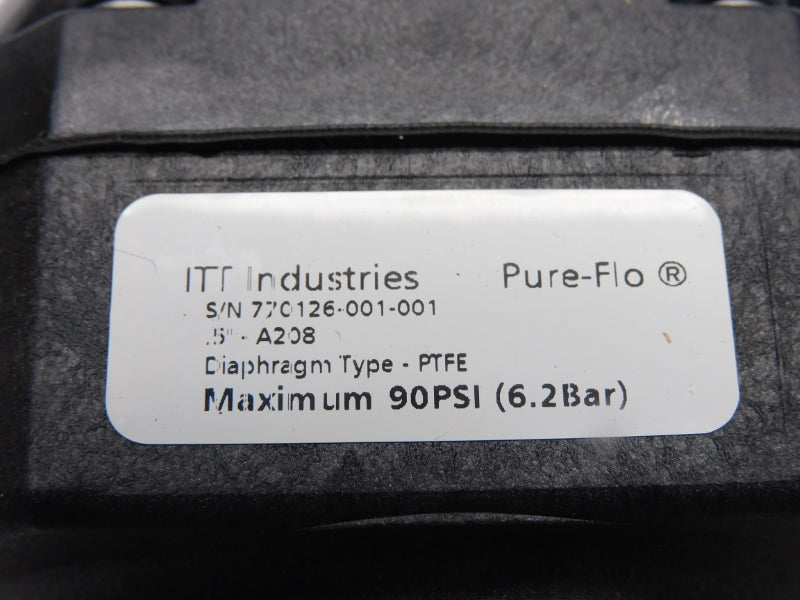 ITT Industries Pure-Flo ®
S/N 770126-001-001
.5" - A208
Diaphragm Type - PTFE
Maximum 90PSI (6.2Bar)